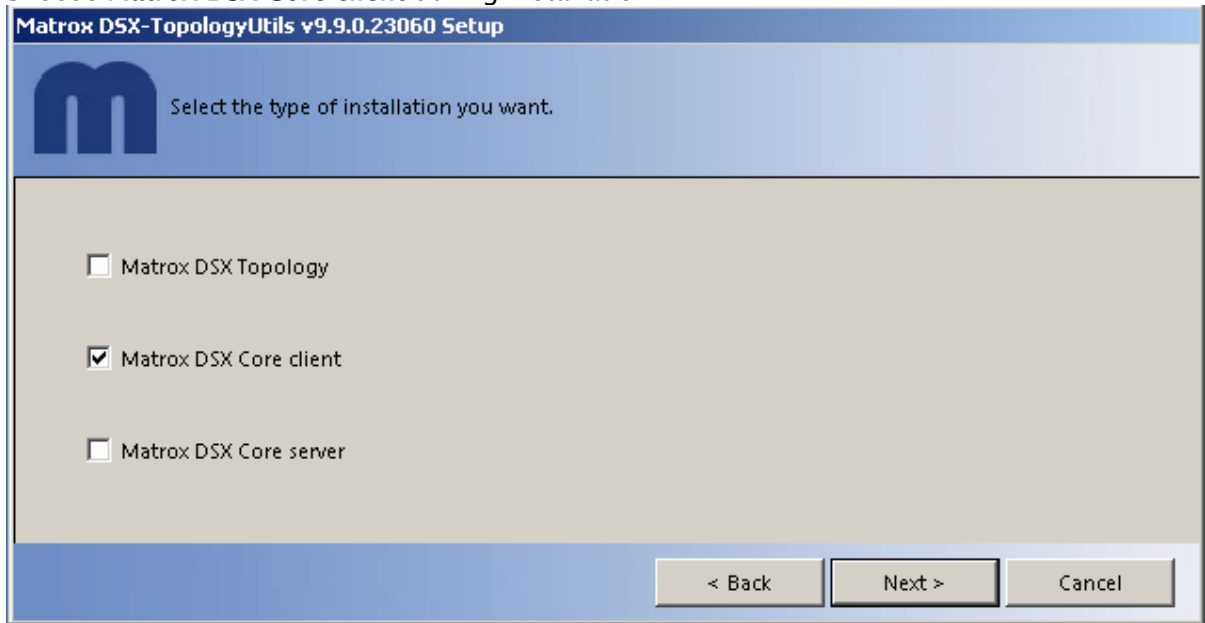 Matrox DSX-TopologyUtils v9.9.0.23060 Setup
Select the type of installation you want.
Matrox DSX Topology
Matrox DSX Core client
Matrox DSX Core server
< Back Next > Cancel